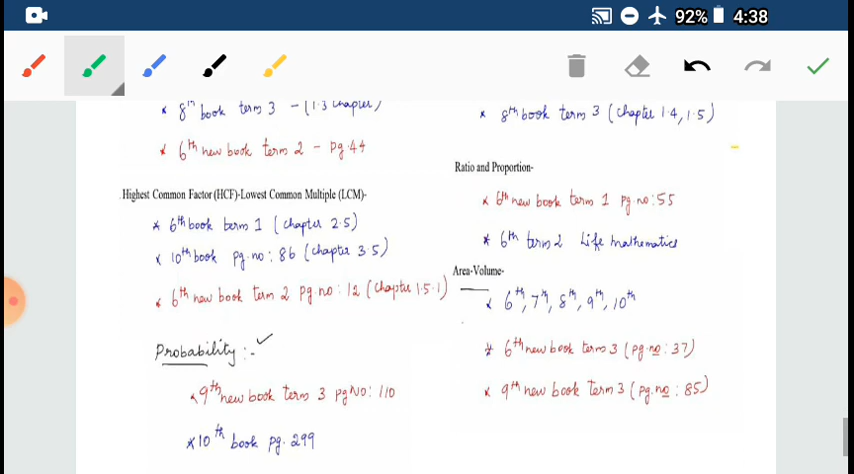 92% 4:38
* 8th book term 3 - (1.3 chapter)
* 6th new book term 2 - Pg.44
Highest Common Factor (HCF)-Lowest Common Multiple (LCM)-
* 6th book term 1 (chapter 2.5)
* 10th book pg.no: 86 (chapter 3.5)
* 6th new book term 2 pg.no: 12 (chapter 1.5.1)
Probability :-
* 9th new book term 3 pg No: 110
* 10th book pg. 299
* 8th book term 3 (chapter 1.4, 1.5)
Ratio and Proportion-
* 6th new book term 1 pg.no: 55
* 6th term 2 Life mathematics
Area-Volume-
* 6th, 7th, 8th, 9th, 10th
* 6th new book term 3 (pg.no: 37)
* 9th new book term 3 (pg.no: 85)